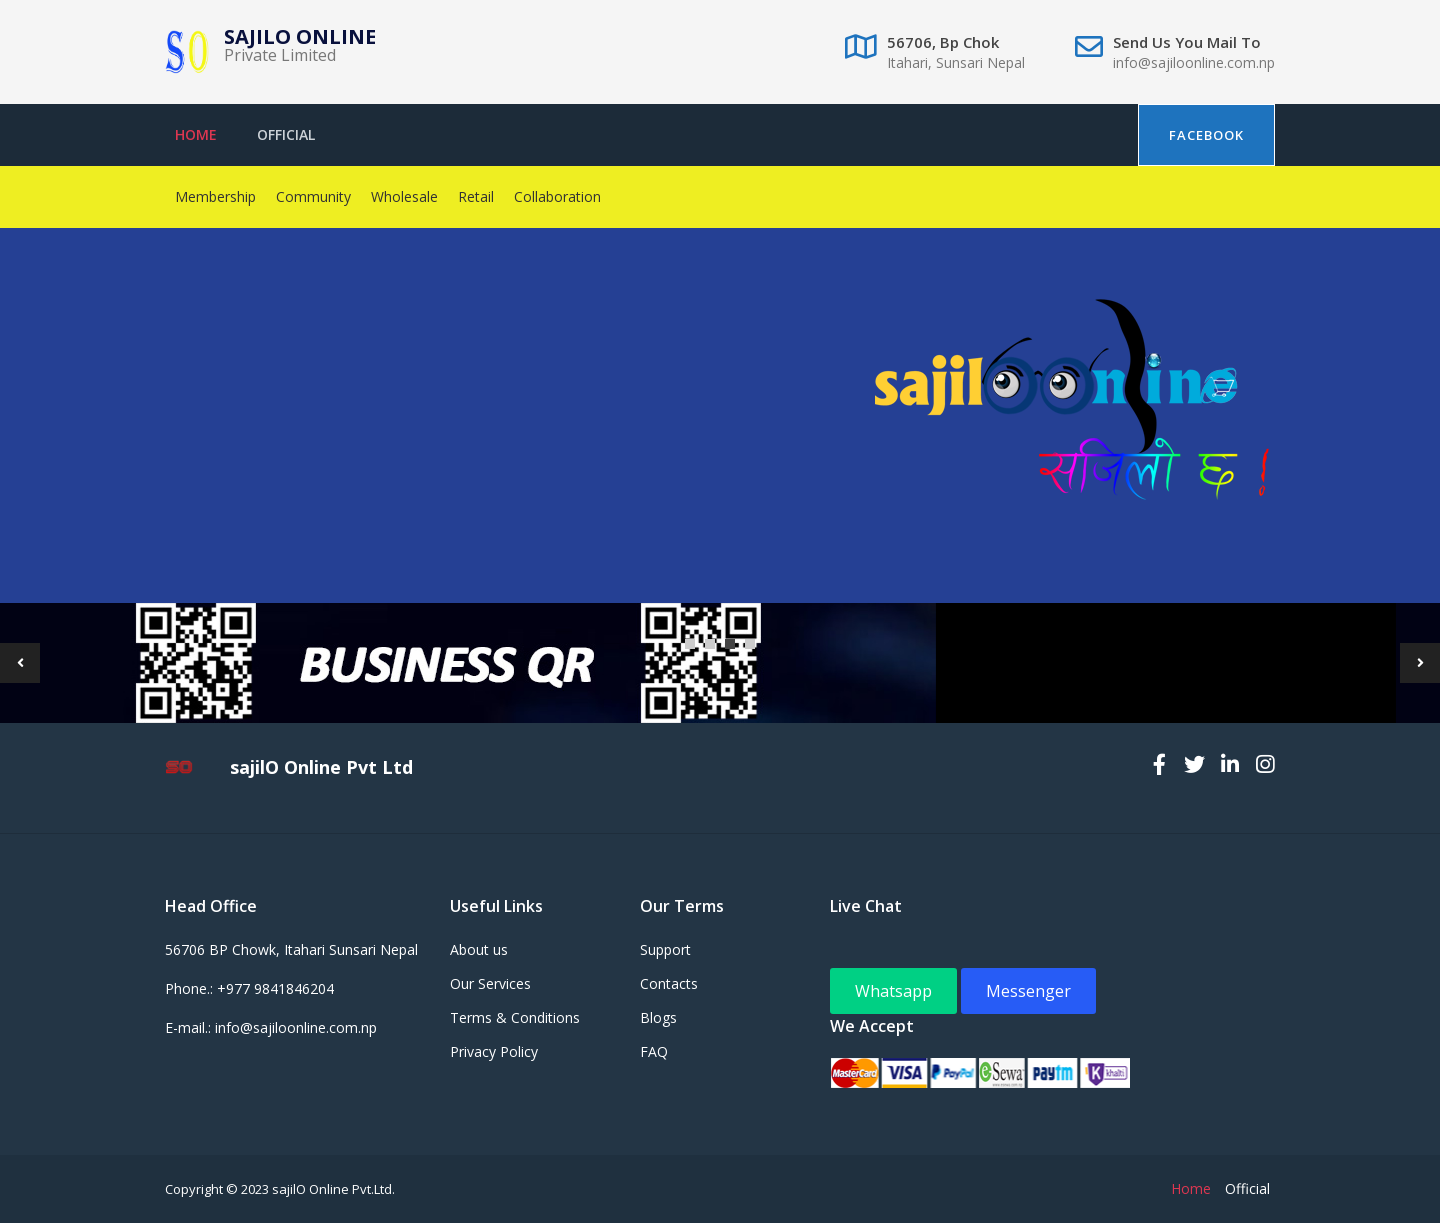 SAJILO ONLINE
Private Limited
56706, Bp Chok
Itahari, Sunsari Nepal
Send Us You Mail To
info@sajiloonline.com.np
HOME
OFFICIAL
FACEBOOK
Membership
Community
Wholesale
Retail
Collaboration
sajiloonline
सजिलो छ !
BUSINESS QR
SO
sajilO Online Pvt Ltd
Head Office
56706 BP Chowk, Itahari Sunsari Nepal
Phone.: +977 9841846204
E-mail.: info@sajiloonline.com.np
Useful Links
About us
Our Services
Terms & Conditions
Privacy Policy
Our Terms
Support
Contacts
Blogs
FAQ
Live Chat
Whatsapp
Messenger
We Accept
MasterCard
VISA
PayPal
eSewa
paytm
khalti
Copyright © 2023 sajilO Online Pvt.Ltd.
Home
Official